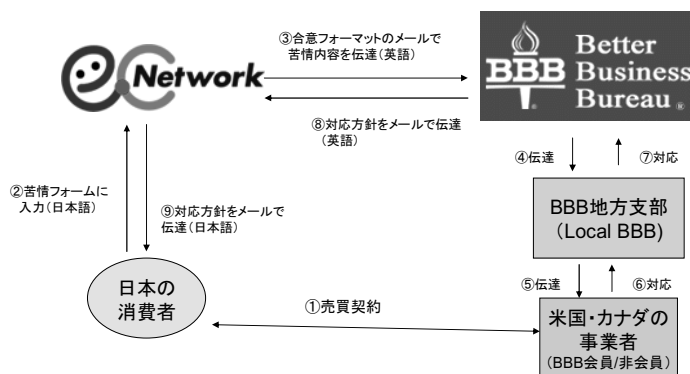 ③合意フォーマットのメールで
苦情内容を伝達(英語)
e.c Network
BBB
Better
Business
Bureau
⑧対応方針をメールで伝達
(英語)
④伝達
⑦対応
②苦情フォームに
入力(日本語)
⑨対応方針をメールで
伝達(日本語)
BBB地方支部
(Local BBB)
⑤伝達
⑥対応
日本の
消費者
①売買契約
米国・カナダの
事業者
(BBB会員/非会員)